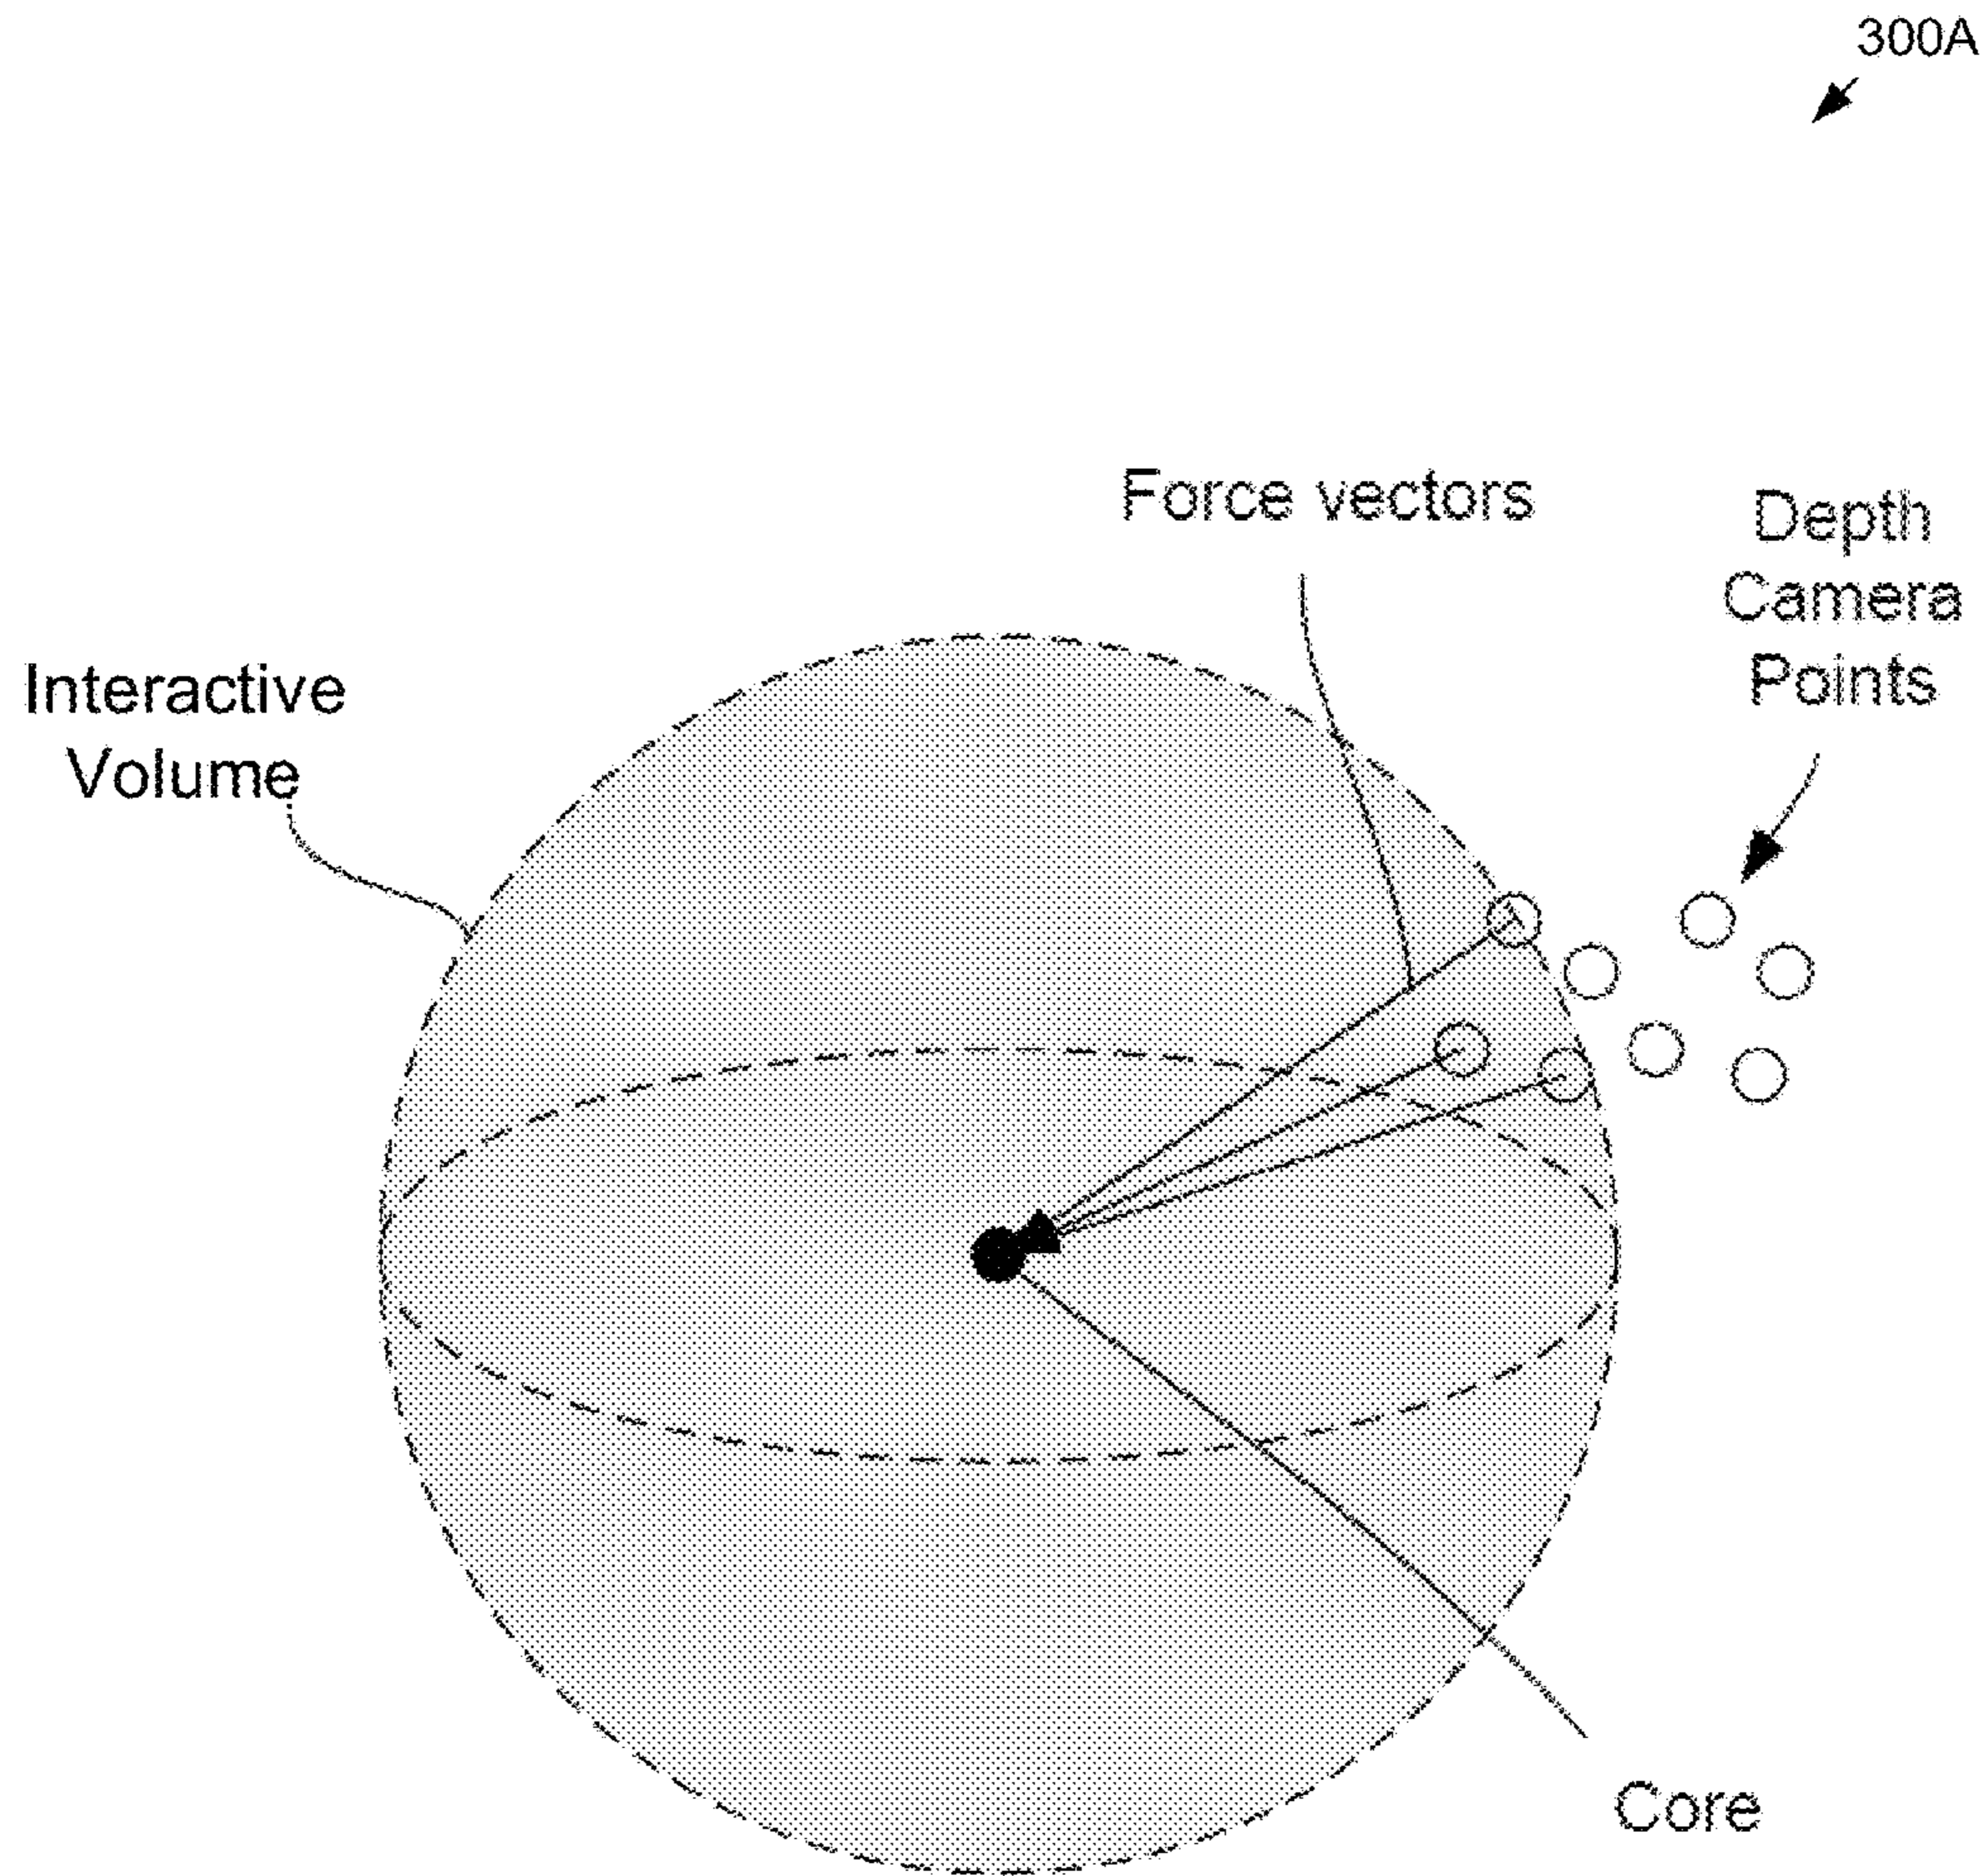 300A
Force vectors
Depth
Camera
Points
Interactive
Volume
Core